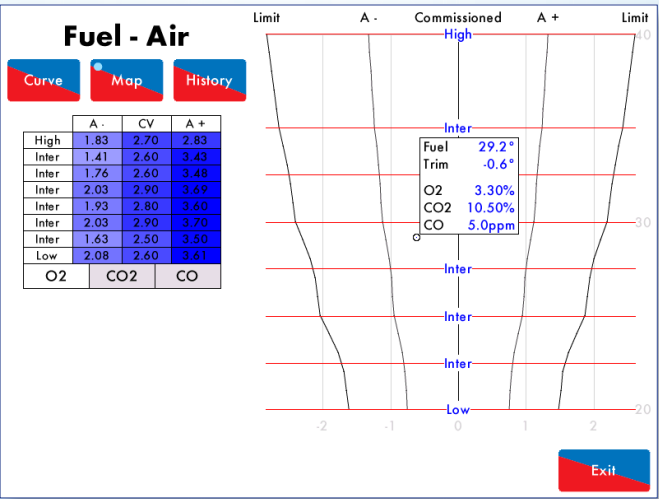 Fuel - Air
Curve
Map
History
A - CV A +
High 1.83 2.70 2.83
Inter 1.41 2.60 3.43
Inter 1.76 2.60 3.48
Inter 2.03 2.90 3.69
Inter 1.93 2.80 3.60
Inter 2.03 2.90 3.70
Inter 1.63 2.50 3.50
Low 2.08 2.60 3.61
O2 CO2 CO
Limit A - Commissioned A + Limit
High 40
Inter
Fuel 29.2°
Trim -0.6°
O2 3.30%
CO2 10.50%
CO 5.0ppm
30
Inter
Inter
Inter
Low 20
-2 -1 0 1 2
Exit